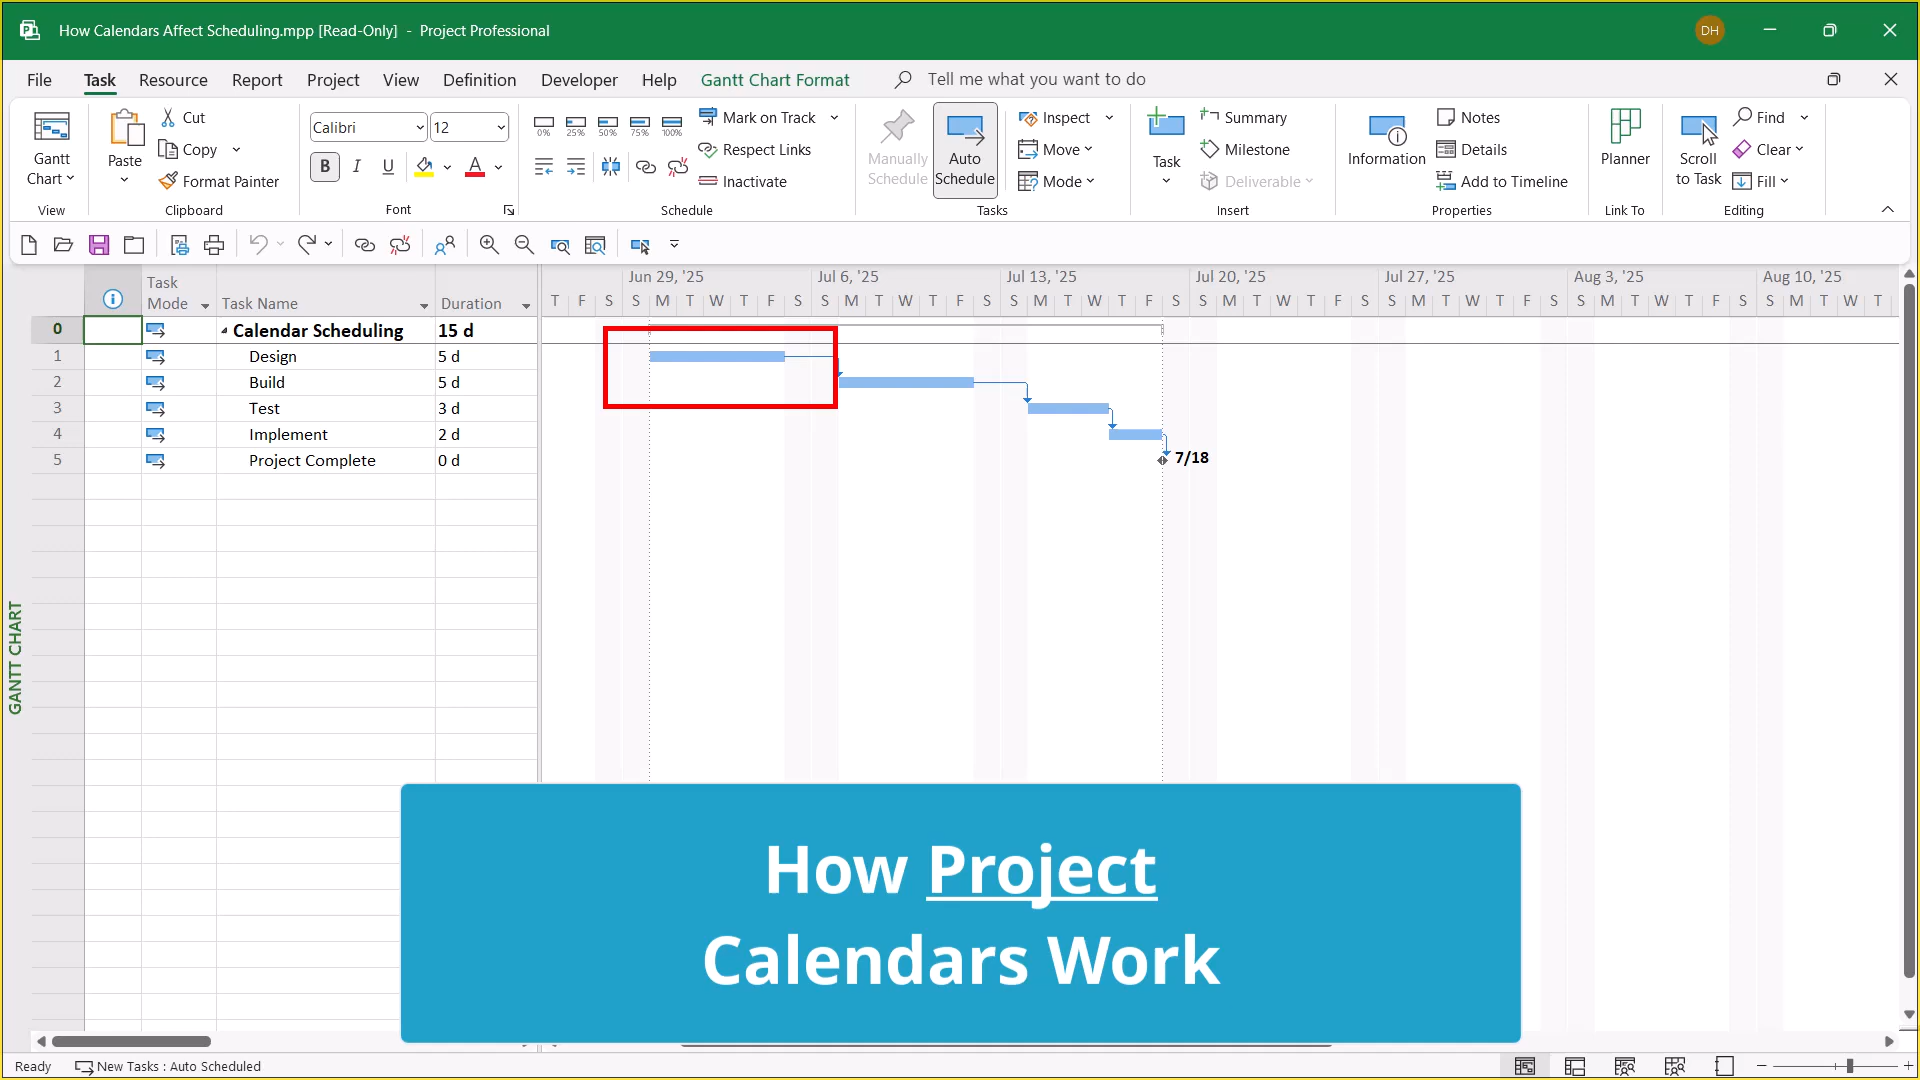 How Calendars Affect Scheduling.mpp [Read-Only] - Project Professional
DH
File Task Resource Report Project View Definition Developer Help Gantt Chart Format Tell me what you want to do
Gantt Chart
View
Paste
Cut
Copy
Format Painter
Clipboard
Calibri 12
B I U A
Font
0% 25% 50% 75% 100%
Mark on Track
Respect Links
Inactivate
Schedule
Manually Schedule
Auto Schedule
Inspect
Move
Mode
Tasks
Task
Summary
Milestone
Deliverable
Insert
Information
Notes
Details
Add to Timeline
Properties
Planner
Link To
Scroll to Task
Find
Clear
Fill
Editing
Task Mode Task Name Duration
Jun 29, '25 Jul 6, '25 Jul 13, '25 Jul 20, '25 Jul 27, '25 Aug 3, '25 Aug 10, '25
T F S S M T W T F S S M T W T F S S M T W T F S S M T W T F S S M T W T F S S M T W T F S S M T W T
0 Calendar Scheduling 15 d
1 Design 5 d
2 Build 5 d
3 Test 3 d
4 Implement 2 d
5 Project Complete 0 d
7/18
GANTT CHART
How Project
Calendars Work
Ready New Tasks : Auto Scheduled